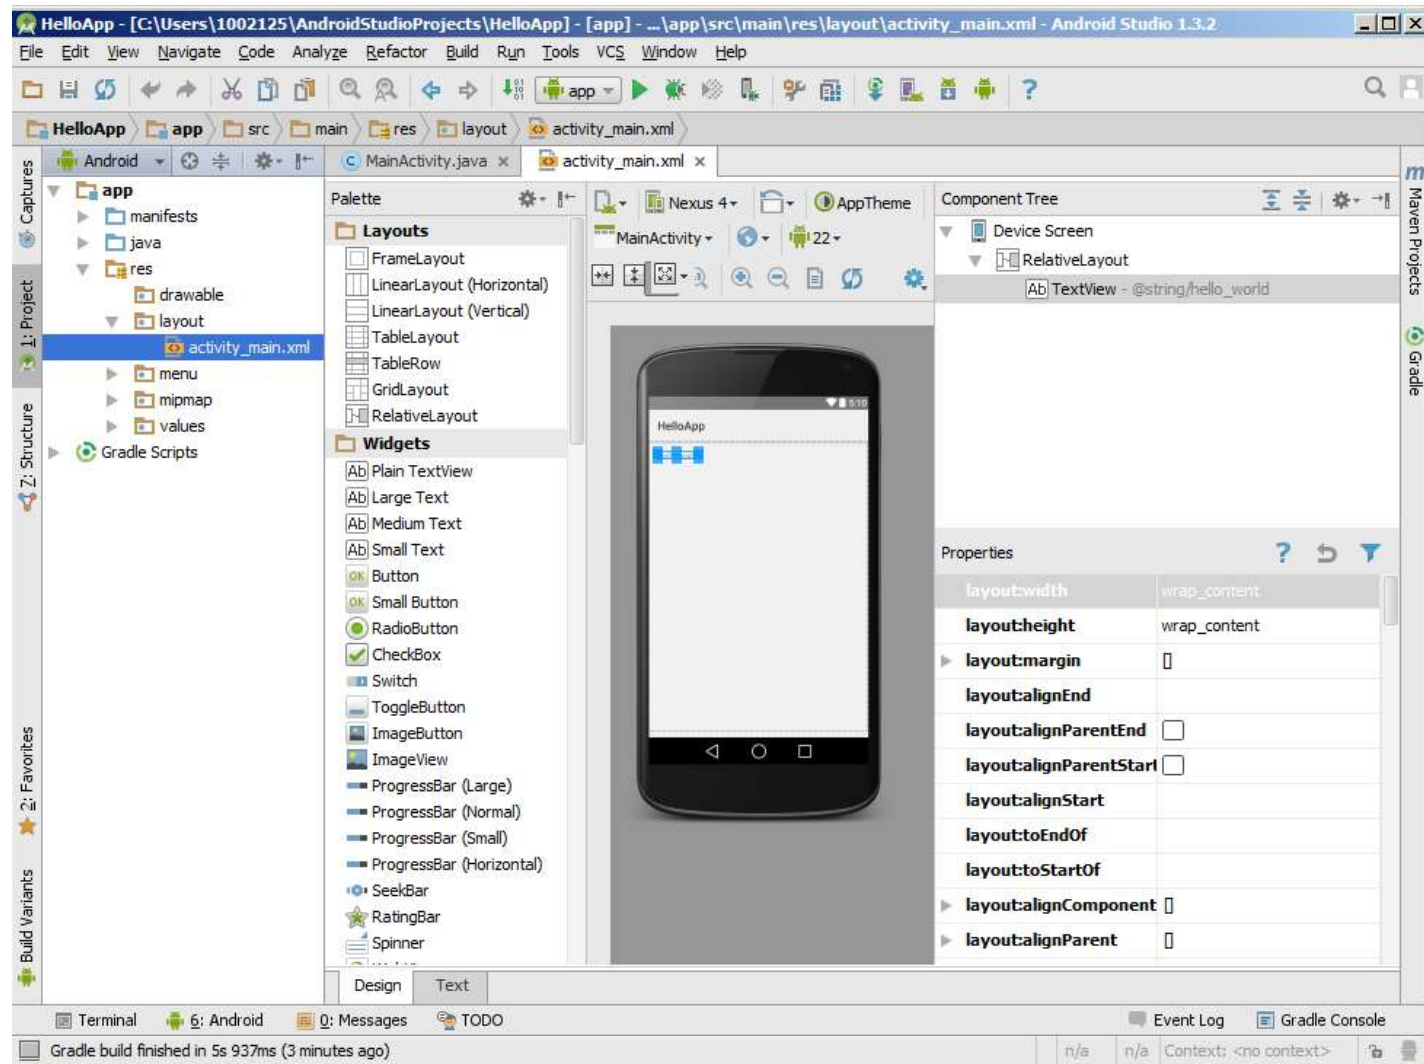 HelloApp - [C:\Users\1002125\AndroidStudioProjects\HelloApp] - [app] - ...\app\src\main\res\layout\activity_main.xml - Android Studio 1.3.2
File Edit View Navigate Code Analyze Refactor Build Run Tools VCS Window Help
app
HelloApp app src main res layout activity_main.xml
Captures
1: Project
Z: Structure
2: Favorites
Build Variants
Android
app
manifests
java
res
drawable
layout
activity_main.xml
menu
mipmap
values
Gradle Scripts
MainActivity.java activity_main.xml
Palette
Layouts
FrameLayout
LinearLayout (Horizontal)
LinearLayout (Vertical)
TableLayout
TableRow
GridLayout
RelativeLayout
Widgets
Ab Plain TextView
Ab Large Text
Ab Medium Text
Ab Small Text
OK Button
OK Small Button
RadioButton
CheckBox
Switch
ToggleButton
ImageButton
ImageView
ProgressBar (Large)
ProgressBar (Normal)
ProgressBar (Small)
ProgressBar (Horizontal)
SeekBar
RatingBar
Spinner
Design Text
Nexus 4 AppTheme
MainActivity 22
5:10
HelloApp
Component Tree
Device Screen
RelativeLayout
Ab TextView - @string/hello_world
Properties
layout:width wrap_content
layout:height wrap_content
layout:margin []
layout:alignEnd
layout:alignParentEnd
layout:alignParentStart
layout:alignStart
layout:toEndOf
layout:toStartOf
layout:alignComponent []
layout:alignParent []
m Maven Projects
Gradle
Terminal 6: Android 0: Messages TODO Event Log Gradle Console
Gradle build finished in 5s 937ms (3 minutes ago) n/a n/a Context: <no context>